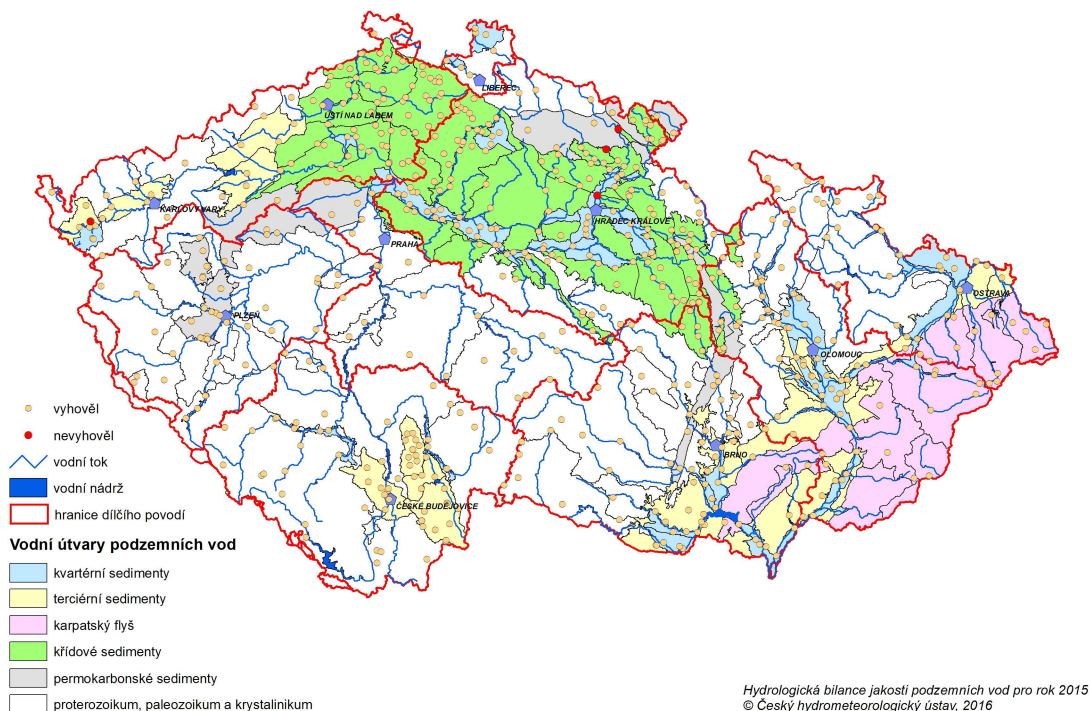 LIBEREC
ÚSTÍ NAD LABEM
KARLOVY VARY
HRADEC KRÁLOVÉ
PRAHA
OSTRAVA
PLZEŇ
OLOMOUC
BRNO
ČESKÉ BUDĚJOVICE
vyhověl
nevyhověl
vodní tok
vodní nádrž
hranice dílčího povodí
Vodní útvary podzemních vod
kvartérní sedimenty
terciérní sedimenty
karpatský flyš
křídové sedimenty
permokarbonské sedimenty
proterozoikum, paleozoikum a krystalinikum
Hydrologická bilance jakosti podzemních vod pro rok 2015
© Český hydrometeorologický ústav, 2016